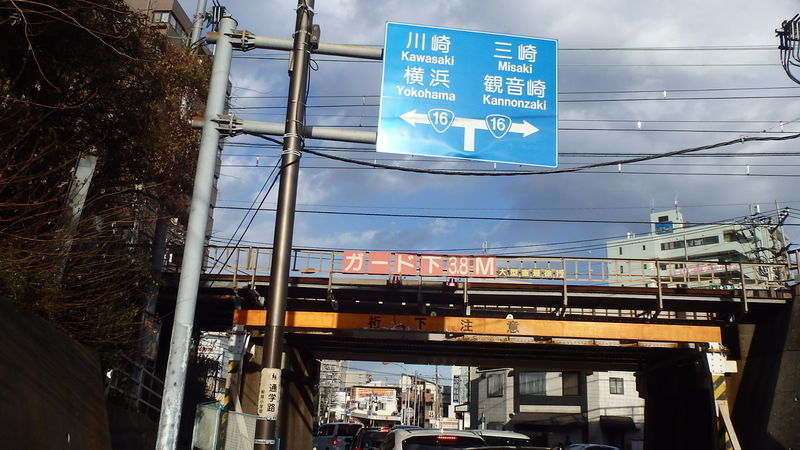 川崎
Kawasaki
三崎
Misaki
横浜
Yokohama
観音崎
Kannonzaki
16
16
ガード下 3.8M
桁下注意
通学路